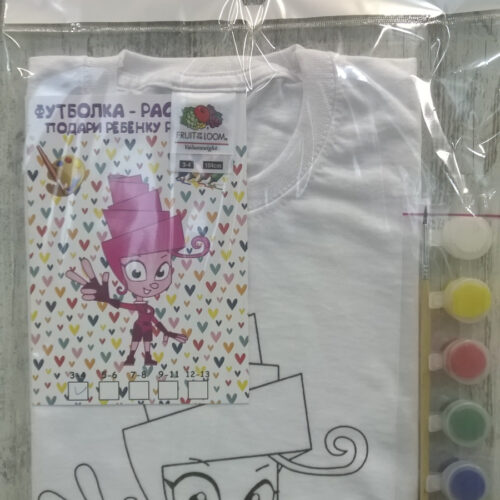 ФУТБОЛКА - РАС
ПОДАРИ РЕБЁНКУ Р
FRUIT OF THE LOOM
Valueweight
3-4 104cm
3-4 5-6 7-8 9-11 12-13